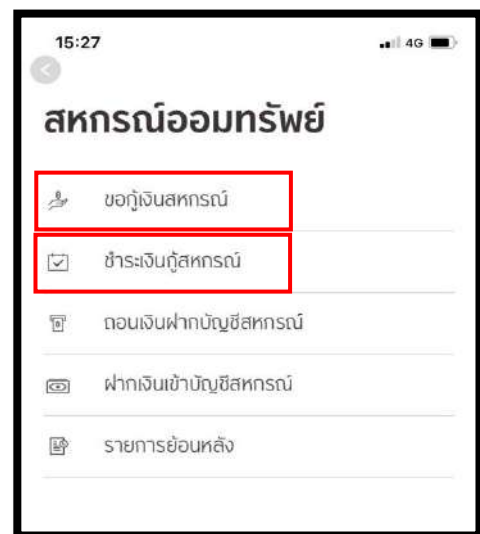 15:27 4G
สหกรณ์ออมทรัพย์
ขอกู้เงินสหกรณ์
ชำระเงินกู้สหกรณ์
ถอนเงินฝากบัญชีสหกรณ์
ฝากเงินเข้าบัญชีสหกรณ์
รายการย้อนหลัง